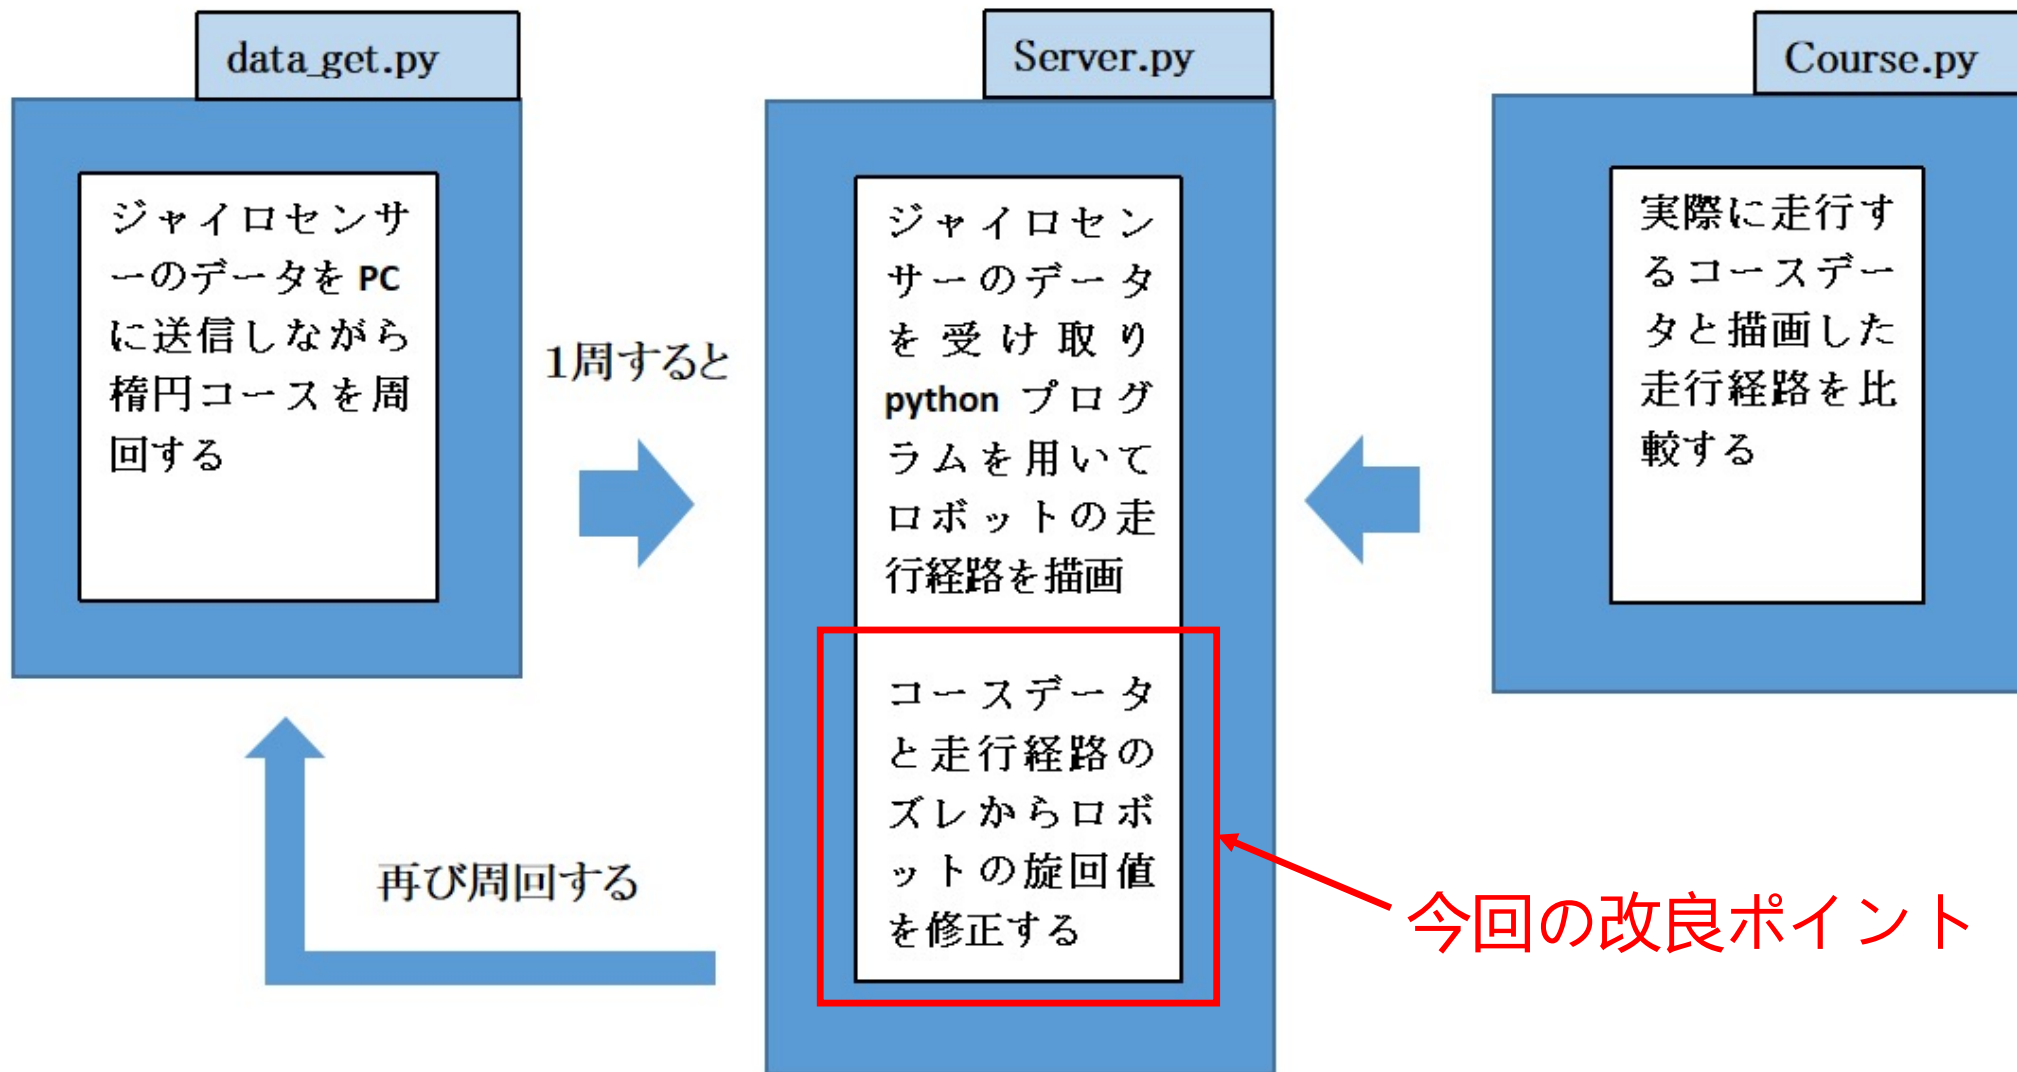 data_get.py
ジャイロセンサ
ーのデータを PC
に送信しながら
楕円コースを周
回する
1周すると
再び周回する
Server.py
ジャイロセン
サーのデータ
を受け取り
python プログ
ラムを用いて
ロボットの走
行経路を描画
コースデータ
と走行経路の
ズレからロボ
ットの旋回値
を修正する
Course.py
実際に走行す
るコースデー
タと描画した
走行経路を比
較する
今回の改良ポイント